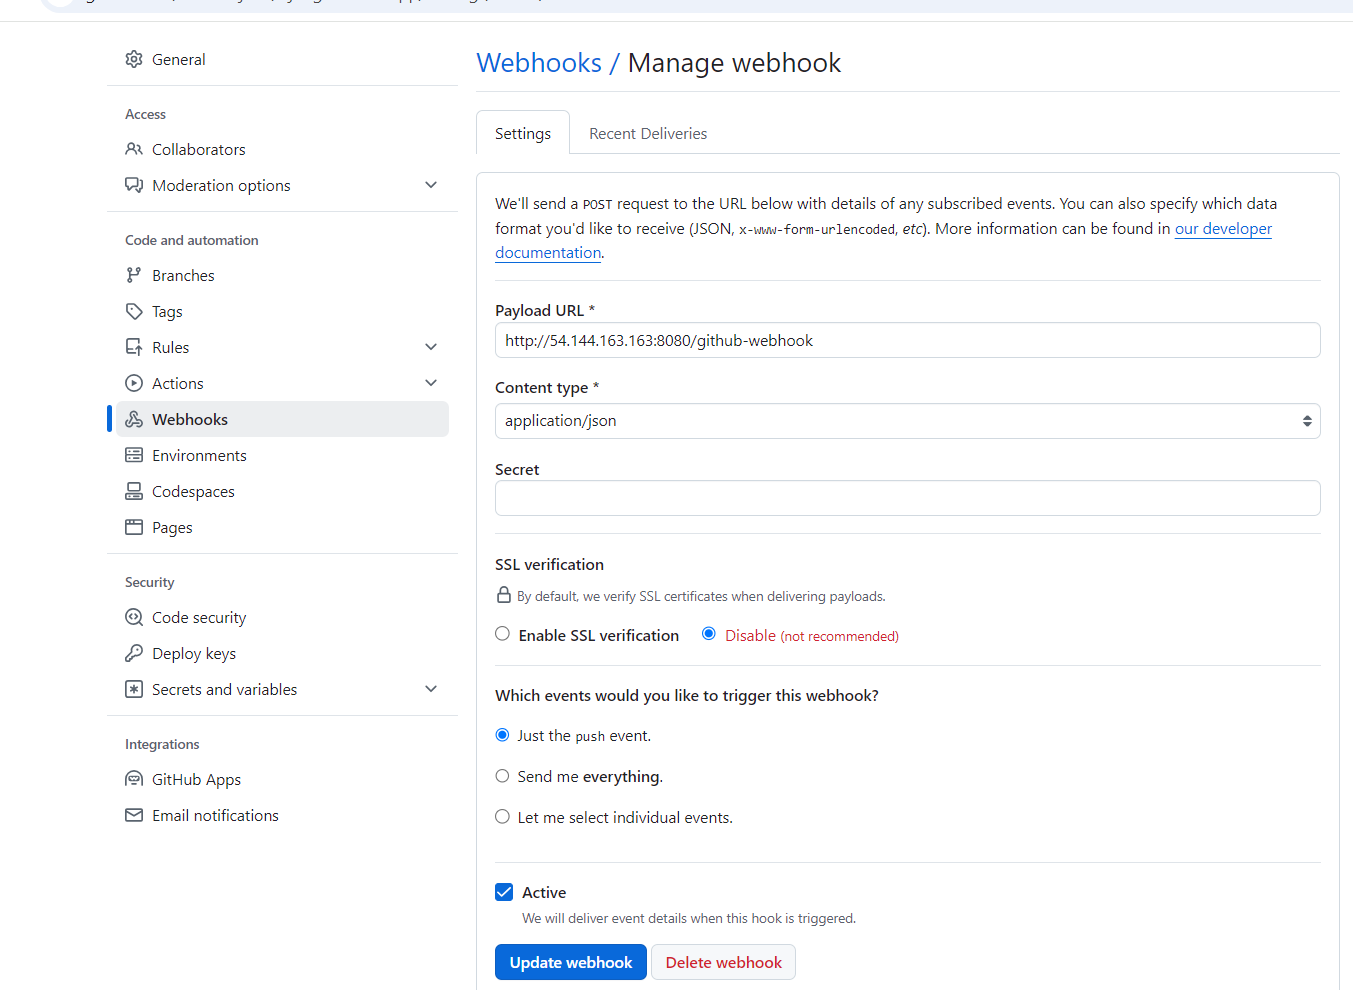 General
Access
Collaborators
Moderation options
Code and automation
Branches
Tags
Rules
Actions
Webhooks
Environments
Codespaces
Pages
Security
Code security
Deploy keys
Secrets and variables
Integrations
GitHub Apps
Email notifications
Webhooks / Manage webhook
Settings
Recent Deliveries
We'll send a POST request to the URL below with details of any subscribed events. You can also specify which data
format you'd like to receive (JSON, x-www-form-urlencoded, etc). More information can be found in our developer
documentation.
Payload URL *
http://54.144.163.163:8080/github-webhook
Content type *
application/json
Secret
SSL verification
By default, we verify SSL certificates when delivering payloads.
Enable SSL verification
Disable (not recommended)
Which events would you like to trigger this webhook?
Just the push event.
Send me everything.
Let me select individual events.
Active
We will deliver event details when this hook is triggered.
Update webhook
Delete webhook